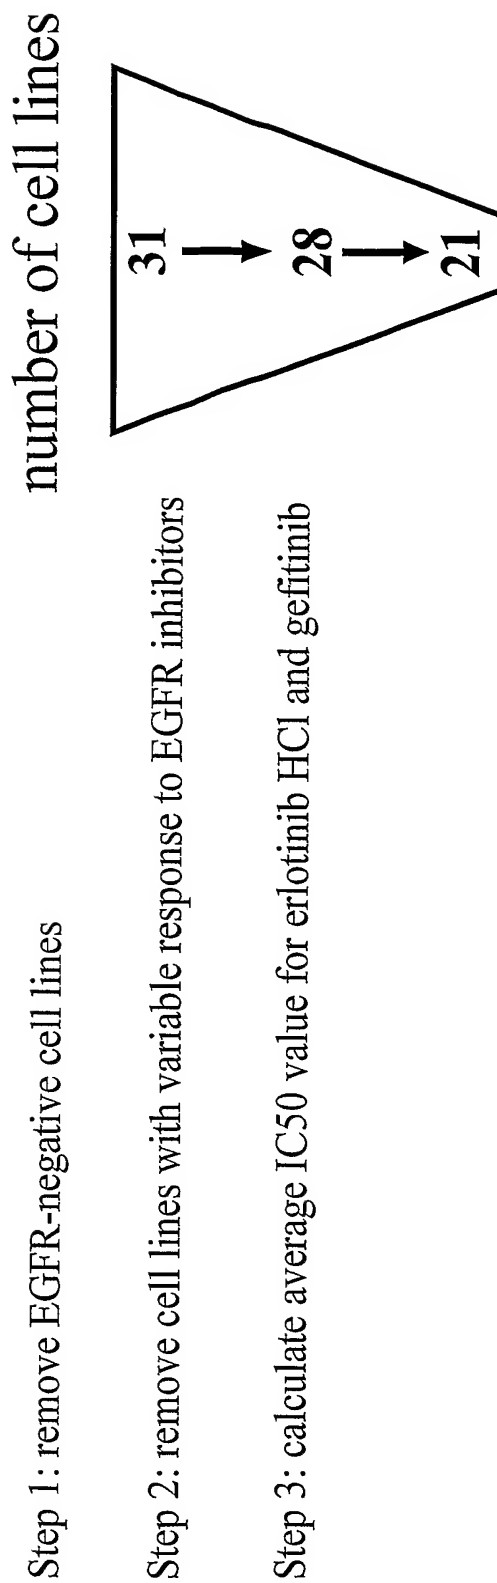 number of cell lines
Step 1: remove EGFR-negative cell lines
31
Step 2: remove cell lines with variable response to EGFR inhibitors
28
Step 3: calculate average IC50 value for erlotinib HCl and gefitinib
21